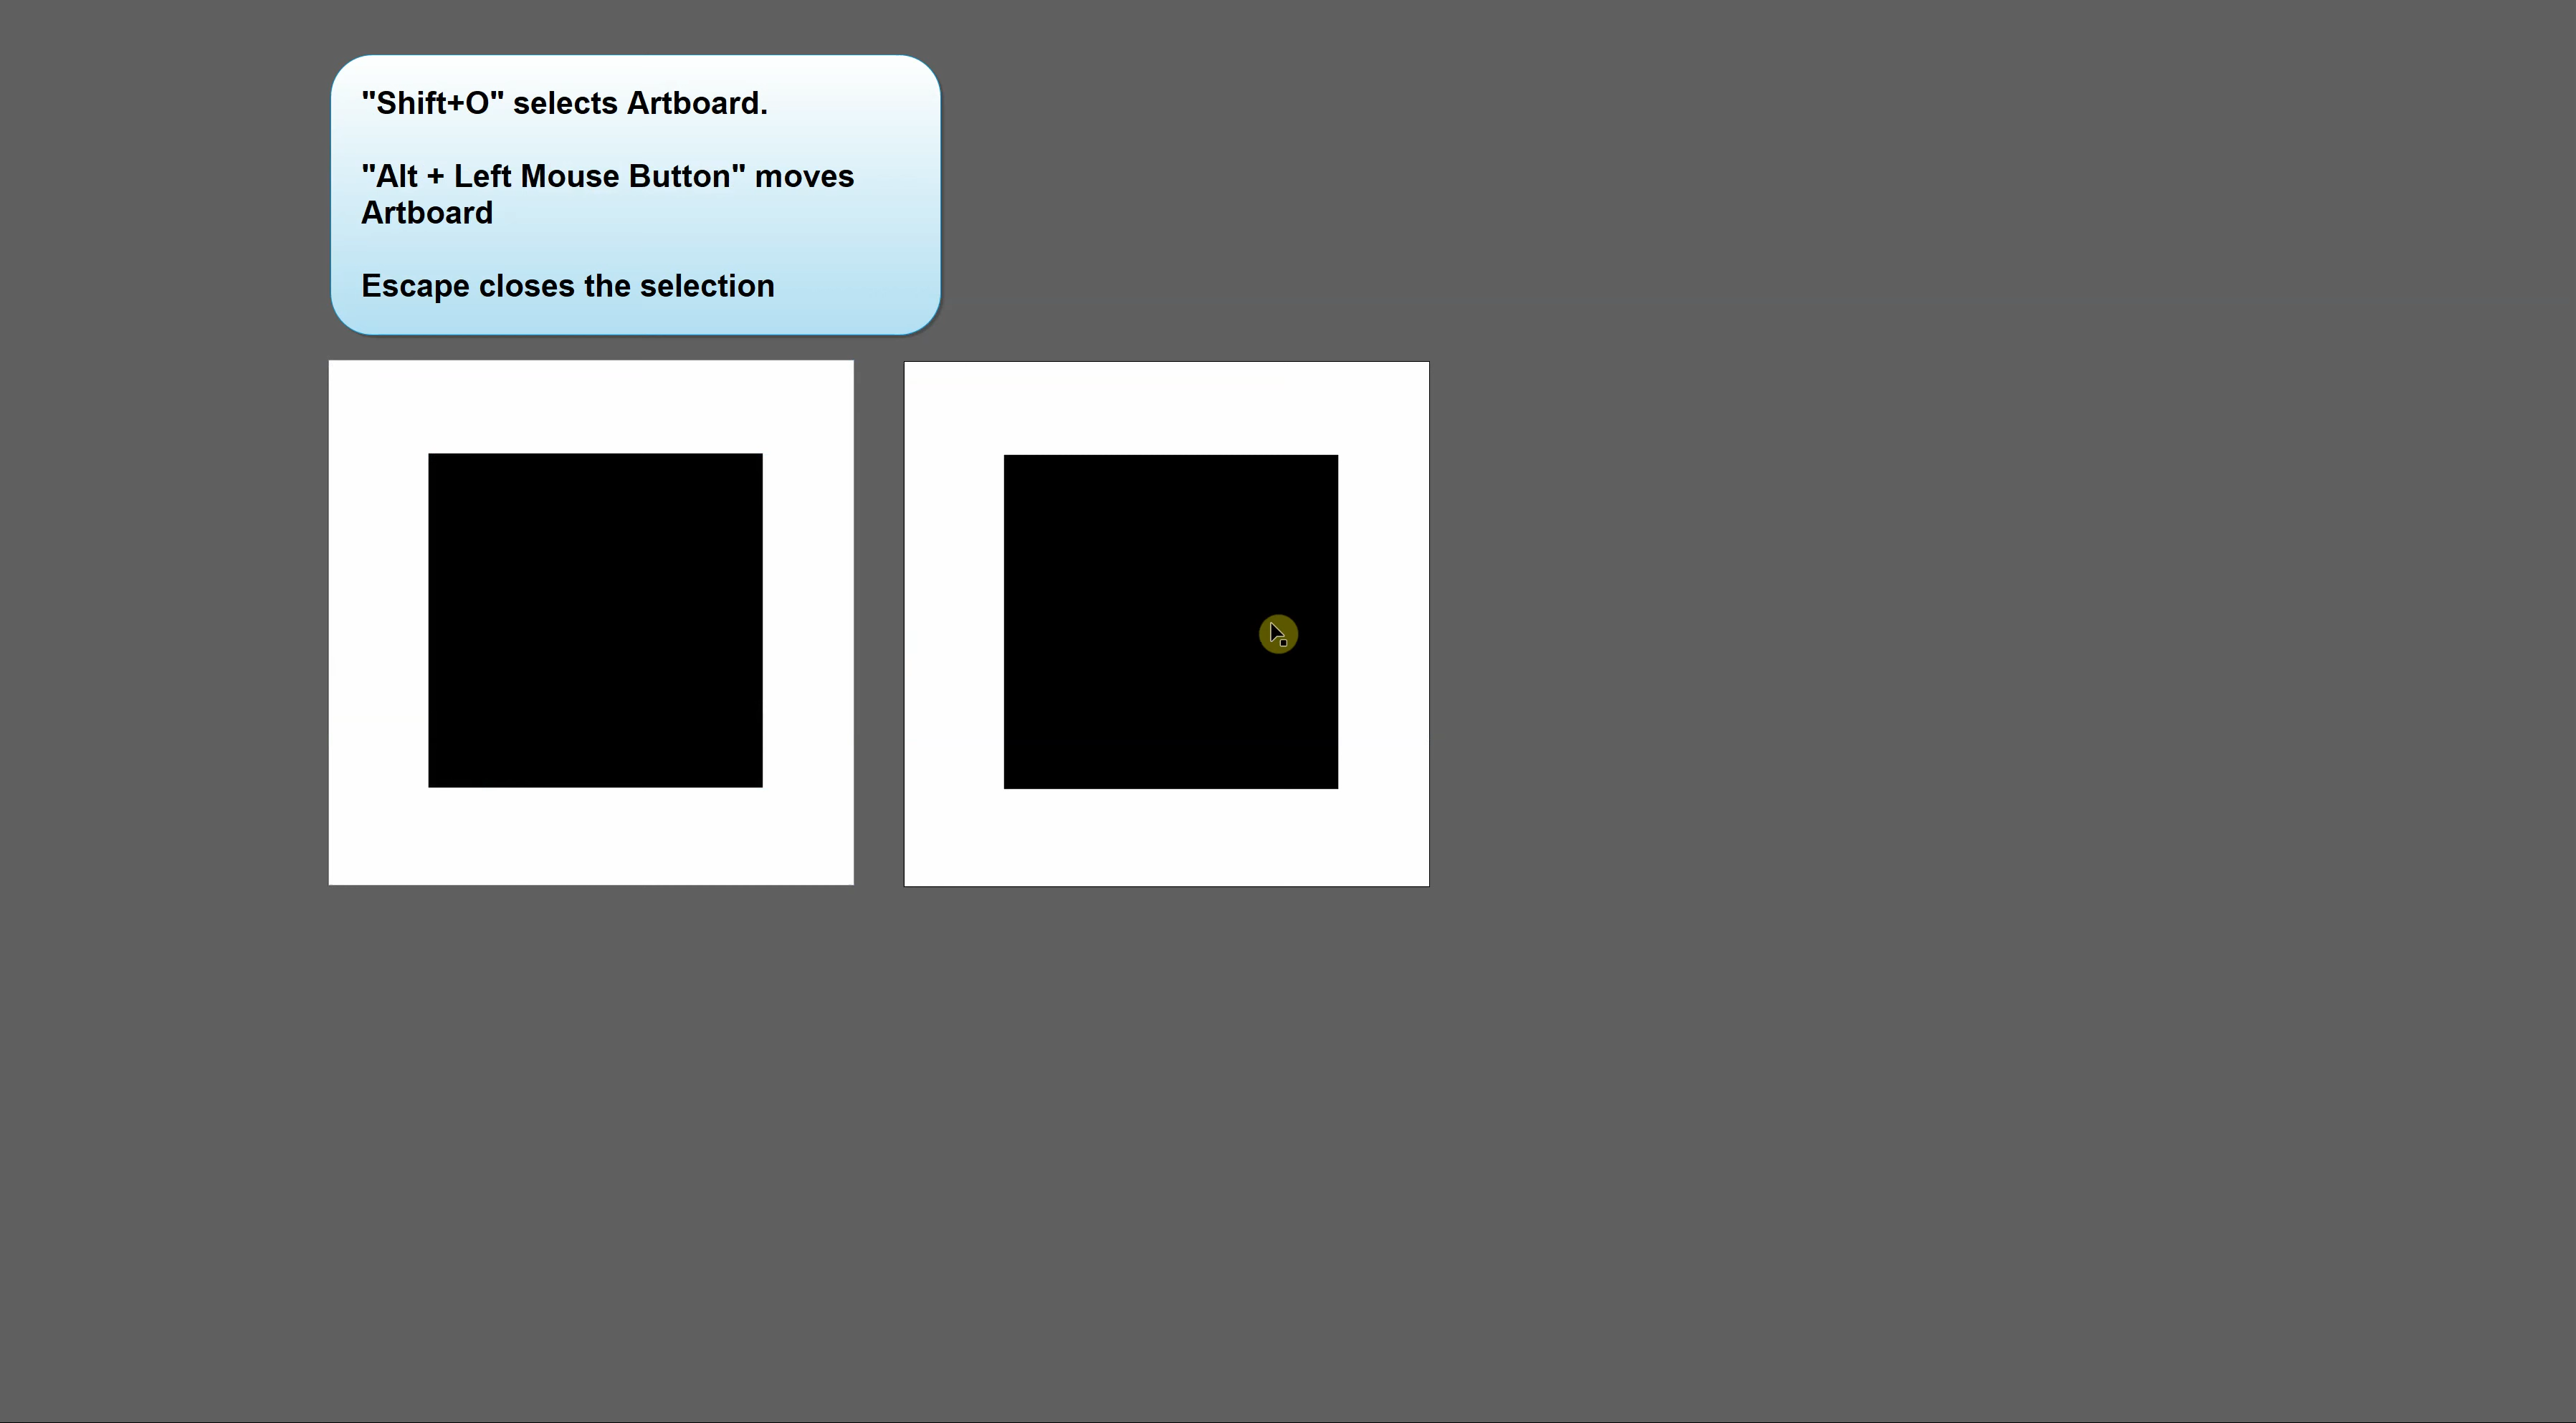 "Shift+O" selects Artboard.
"Alt + Left Mouse Button" moves
Artboard
Escape closes the selection